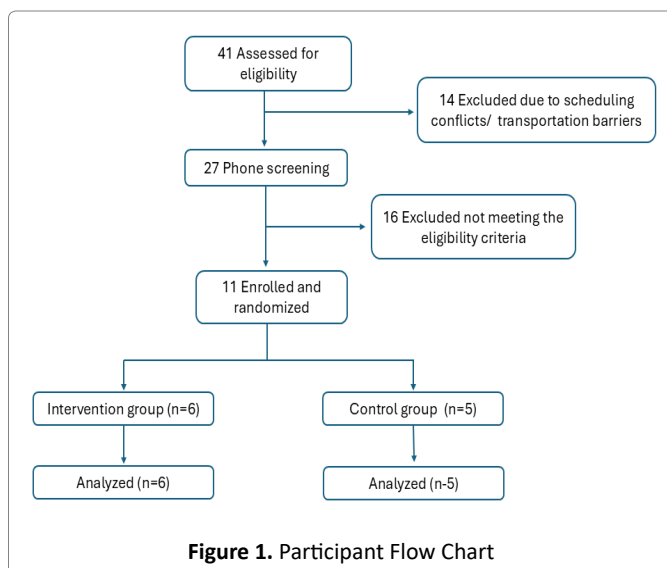 41 Assessed for
eligibility
14 Excluded due to scheduling
conflicts/ transportation barriers
27 Phone screening
16 Excluded not meeting the
eligibility criteria
11 Enrolled and
randomized
Intervention group (n=6)
Control group (n=5)
Analyzed (n=6)
Analyzed (n-5)
Figure 1. Participant Flow Chart